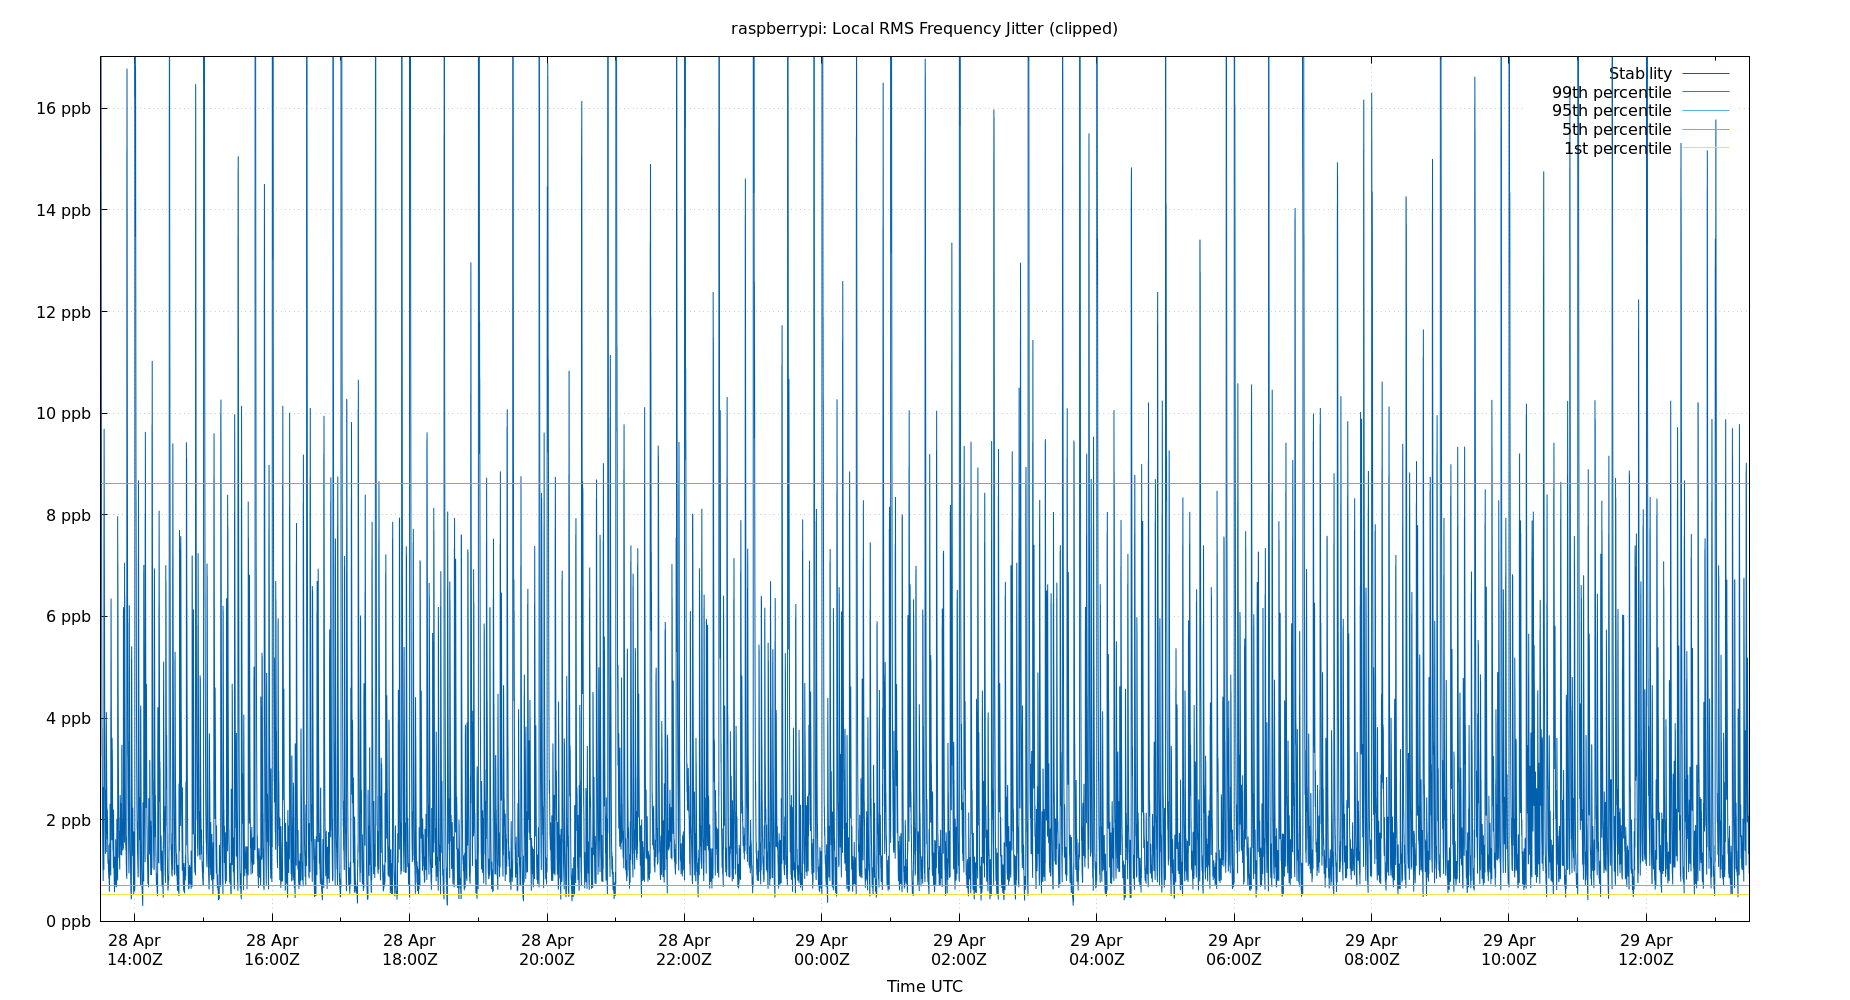 raspberrypi: Local RMS Frequency Jitter (clipped)
Stability
99th percentile
95th percentile
5th percentile
1st percentile
16 ppb
14 ppb
12 ppb
10 ppb
8 ppb
6 ppb
4 ppb
2 ppb
0 ppb
28 Apr 28 Apr 28 Apr 28 Apr 28 Apr 29 Apr 29 Apr 29 Apr 29 Apr 29 Apr 29 Apr 29 Apr
14:00Z 16:00Z 18:00Z 20:00Z 22:00Z 00:00Z 02:00Z 04:00Z 06:00Z 08:00Z 10:00Z 12:00Z
Time UTC